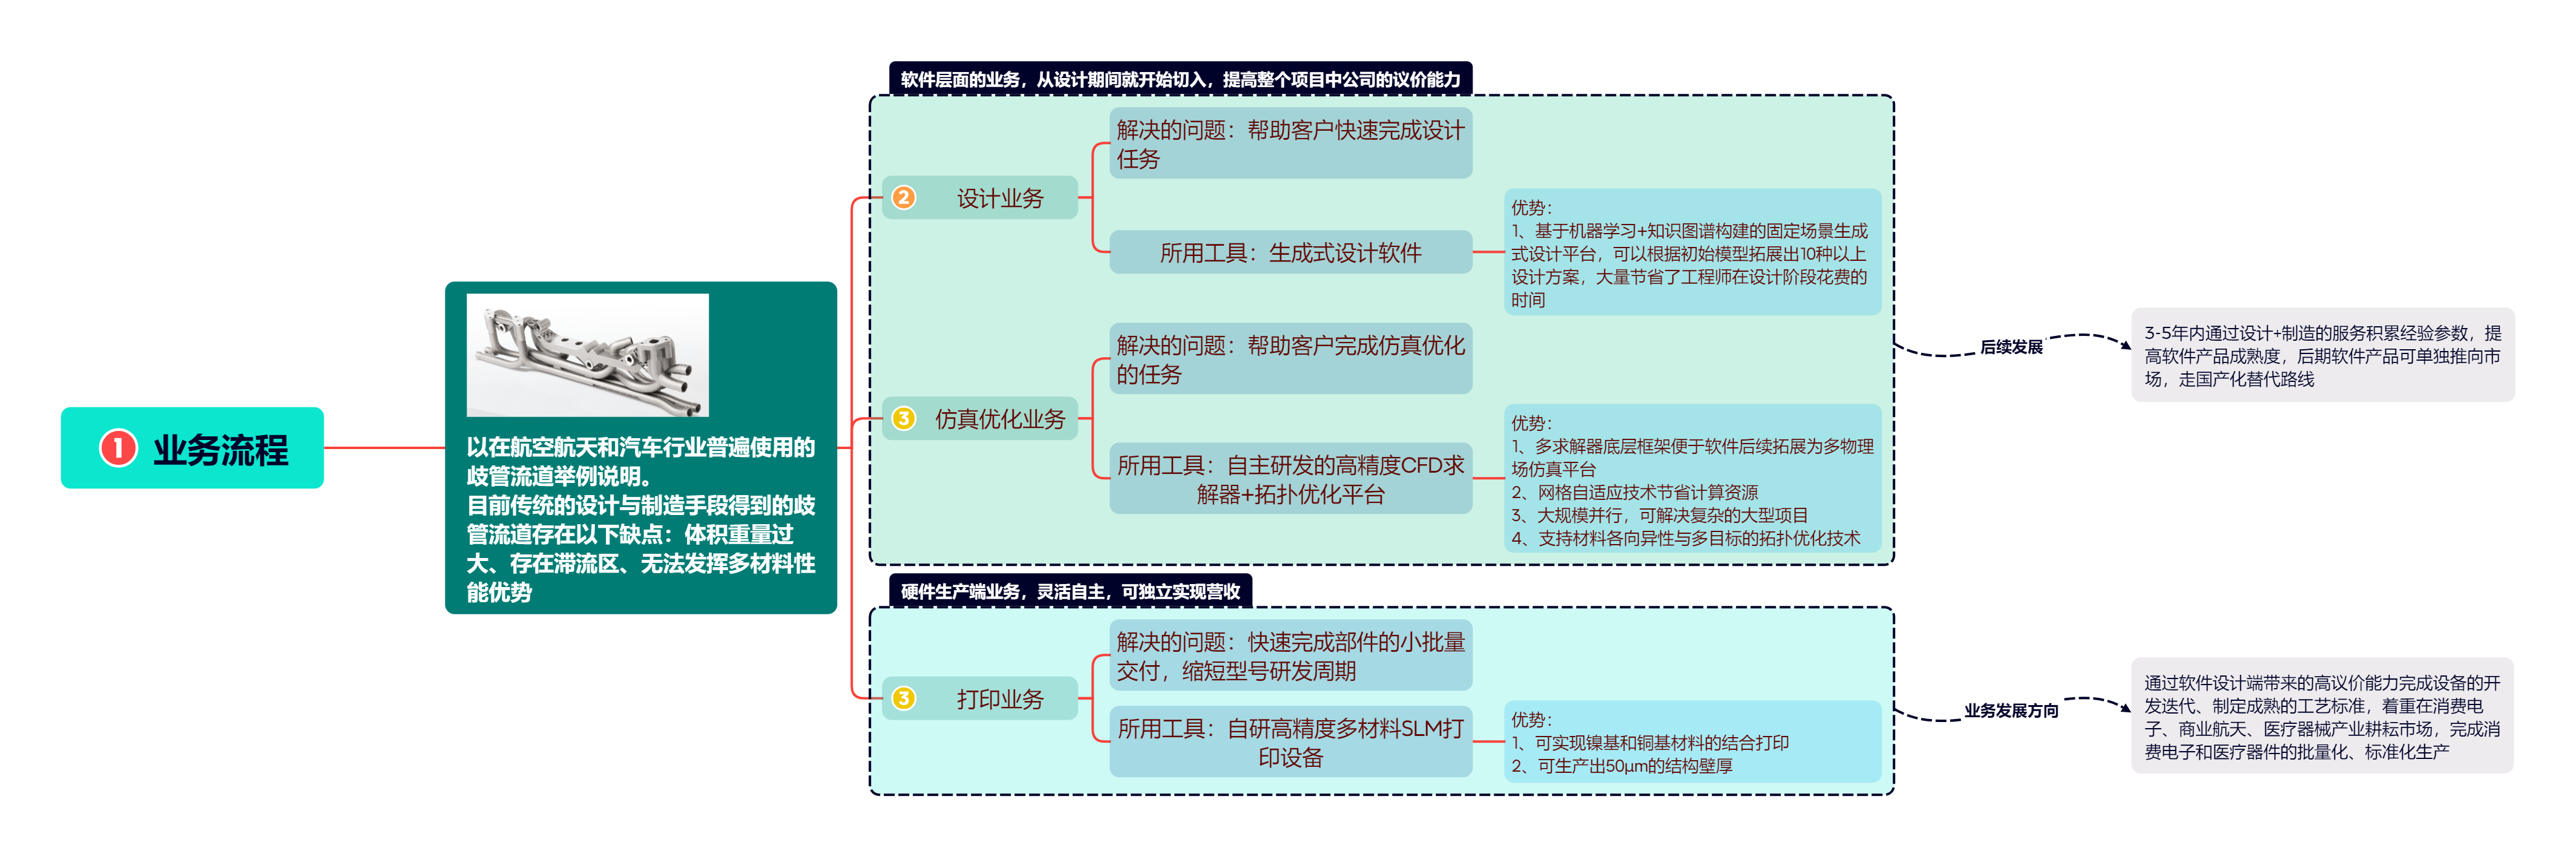 1 业务流程
以在航空航天和汽车行业普遍使用的
歧管流道举例说明。
目前传统的设计与制造手段得到的歧
管流道存在以下缺点：体积重量过
大、存在滞流区、无法发挥多材料性
能优势
软件层面的业务，从设计期间就开始切入，提高整个项目中公司的议价能力
2 设计业务
解决的问题：帮助客户快速完成设计
任务
所用工具：生成式设计软件
优势：
1、基于机器学习+知识图谱构建的固定场景生成
式设计平台，可以根据初始模型拓展出10种以上
设计方案，大量节省了工程师在设计阶段花费的
时间
3 仿真优化业务
解决的问题：帮助客户完成仿真优化
的任务
所用工具：自主研发的高精度CFD求
解器+拓扑优化平台
优势：
1、多求解器底层框架便于软件后续拓展为多物理
场仿真平台
2、网格自适应技术节省计算资源
3、大规模并行，可解决复杂的大型项目
4、支持材料各向异性与多目标的拓扑优化技术
后续发展
3-5年内通过设计+制造的服务积累经验参数，提
高软件产品成熟度，后期软件产品可单独推向市
场，走国产化替代路线
硬件生产端业务，灵活自主，可独立实现营收
3 打印业务
解决的问题：快速完成部件的小批量
交付，缩短型号研发周期
所用工具：自研高精度多材料SLM打
印设备
优势：
1、可实现镍基和铜基材料的结合打印
2、可生产出50μm的结构壁厚
业务发展方向
通过软件设计端带来的高议价能力完成设备的开
发迭代、制定成熟的工艺标准，着重在消费电
子、商业航天、医疗器械产业耕耘市场，完成消
费电子和医疗器件的批量化、标准化生产